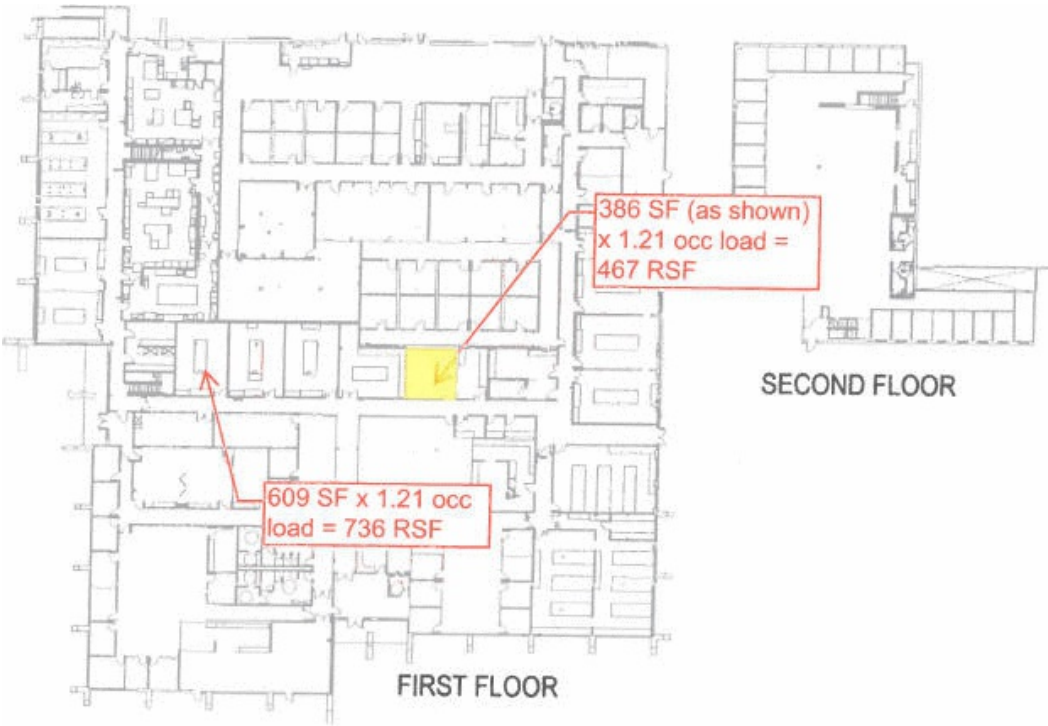 386 SF (as shown)
x 1.21 occ load =
467 RSF
SECOND FLOOR
609 SF x 1.21 occ
load = 736 RSF
FIRST FLOOR